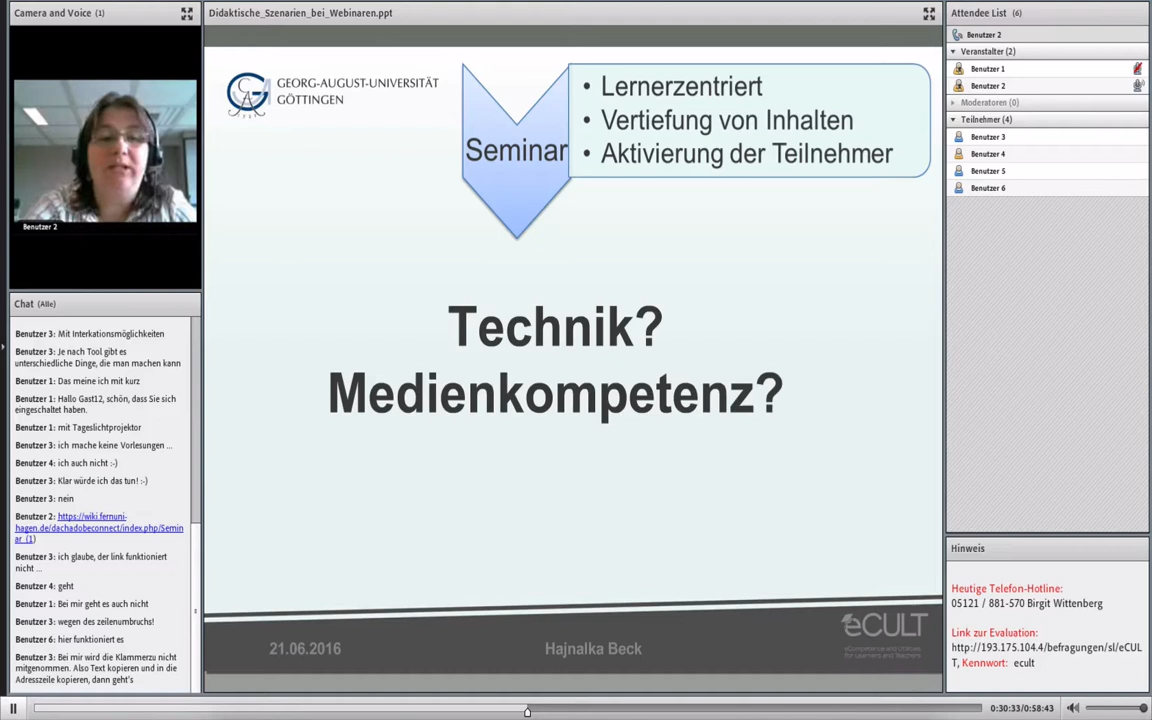 Camera and Voice (1)
Benutzer 2
Chat (Alle)
Benutzer 3: Mit Interkationsmöglichkeiten
Benutzer 3: Je nach Tool gibt es
unterschiedliche Dinge, die man machen kann
Benutzer 1: Das meine ich mit kurz
Benutzer 1: Hallo Gast12, schön, dass Sie sich
eingeschaltet haben.
Benutzer 1: mit Tageslichtprojektor
Benutzer 3: ich mache keine Vorlesungen ...
Benutzer 4: ich auch nicht :-)
Benutzer 3: Klar würde ich das tun! :-)
Benutzer 3: nein
Benutzer 2: https://wiki.fernuni-
hagen.de/dachadobeconnect/index.php/Semin
ar_(1)
Benutzer 3: ich glaube, der link funktioniert
nicht ...
Benutzer 4: geht
Benutzer 1: Bei mir geht es auch nicht
Benutzer 3: wegen des zeilenumbruchs!
Benutzer 6: hier funktioniert es
Benutzer 3: Bei mir wird die Klammerzu nicht
mitgenommen. Also Text kopieren und in die
Adresszeile kopieren, dann geht's
Didaktische_Szenarien_bei_Webinaren.ppt
GEORG-AUGUST-UNIVERSITÄT
GÖTTINGEN
Seminar
• Lernerzentriert
• Vertiefung von Inhalten
• Aktivierung der Teilnehmer
Technik?
Medienkompetenz?
21.06.2016
Hajnalka Beck
eCULT
eCompetence and Utilities
for Learners and Teachers
Attendee List (6)
Benutzer 2
Veranstalter (2)
Benutzer 1
Benutzer 2
Moderatoren (0)
Teilnehmer (4)
Benutzer 3
Benutzer 4
Benutzer 5
Benutzer 6
Hinweis
Heutige Telefon-Hotline:
05121 / 881-570 Birgit Wittenberg
Link zur Evaluation:
http://193.175.104.4/befragungen/sl/eCUL
T, Kennwort: ecult
0:30:33/0:58:43